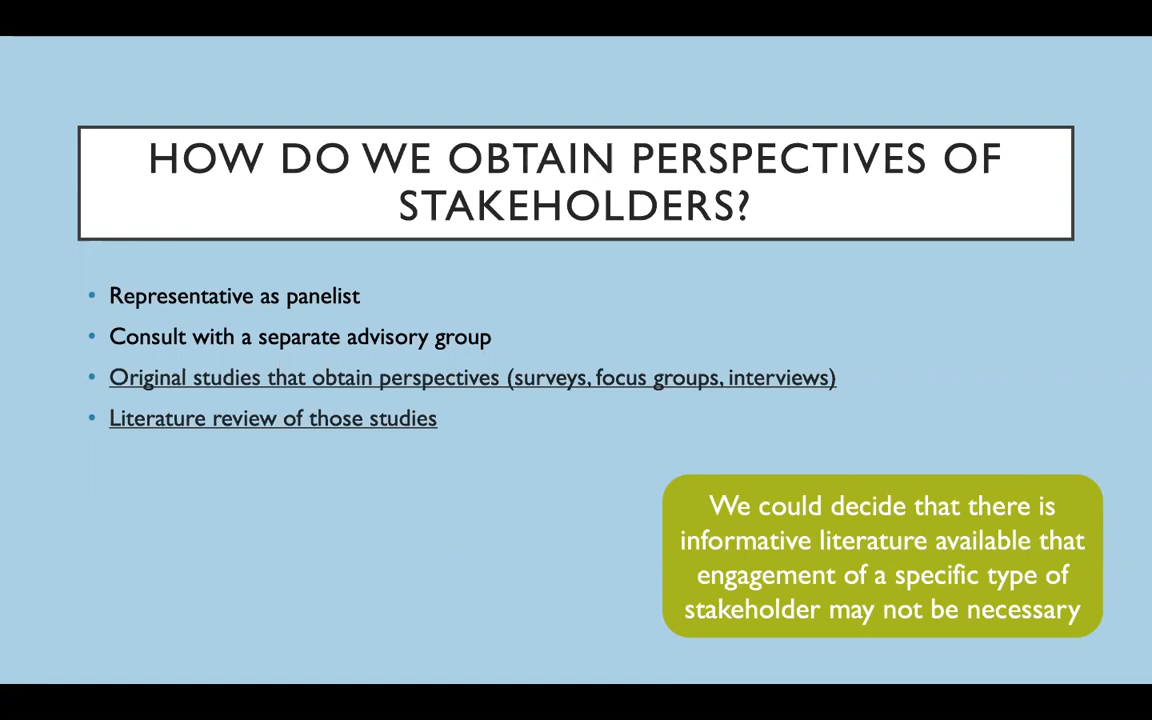 HOW DO WE OBTAIN PERSPECTIVES OF
STAKEHOLDERS?
• Representative as panelist
• Consult with a separate advisory group
• Original studies that obtain perspectives (surveys, focus groups, interviews)
• Literature review of those studies
We could decide that there is
informative literature available that
engagement of a specific type of
stakeholder may not be necessary